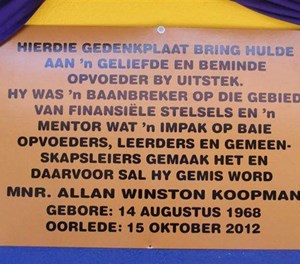 HIERDIE GEDENKPLAAT BRING HULDE
AAN 'n GELIEFDE EN BEMINDE
OPVOEDER BY UITSTEK.
HY WAS 'n BAANBREKER OP DIE GEBIED
VAN FINANSIËLE STELSELS EN 'n
MENTOR WAT 'n IMPAK OP BAIE
OPVOEDERS, LEERDERS EN GEMEEN-
SKAPSLEIERS GEMAAK HET EN
DAARVOOR SAL HY GEMIS WORD
MNR. ALLAN WINSTON KOOPMAN
GEBORE: 14 AUGUSTUS 1968
OORLEDE: 15 OKTOBER 2012